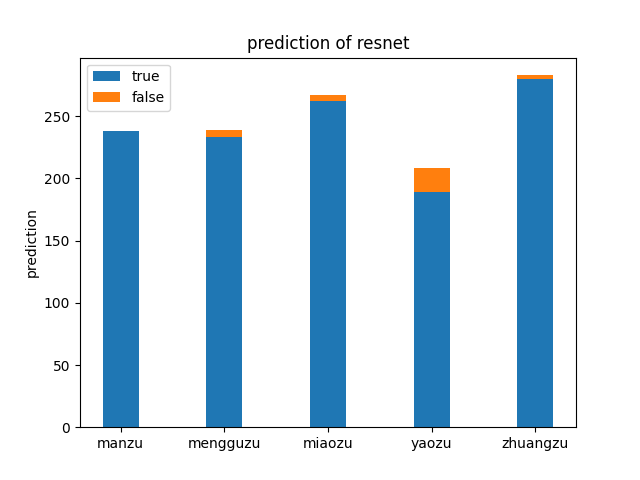 prediction of resnet
true
false
prediction
250
200
150
100
50
0
manzu mengguzu miaozu yaozu zhuangzu